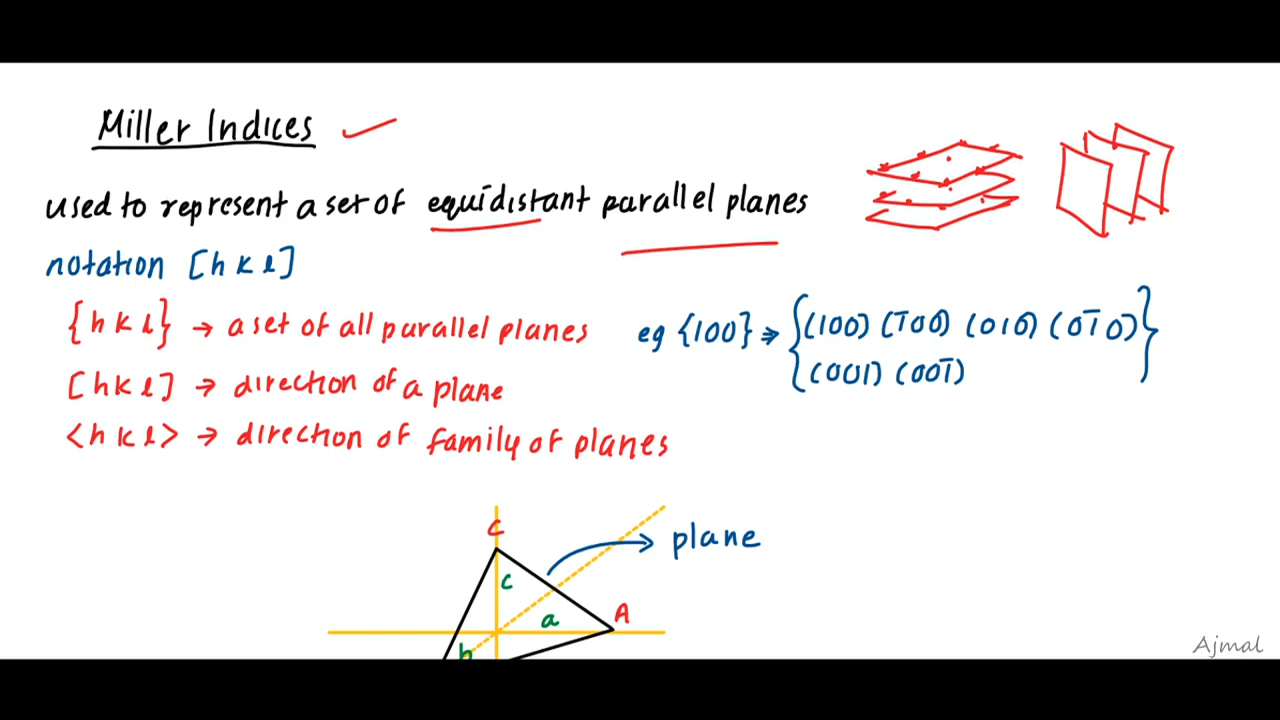 Miller Indices
used to represent a set of equidistant parallel planes
notation [h k l]
{h k l} → a set of all parallel planes
eg {100} ⇒ {(100) (1̅00) (010) (01̅0)
(001) (001̅)}
[h k l] → direction of a plane
<h k l> → direction of family of planes
C
plane
c
A
a
b
Ajmal